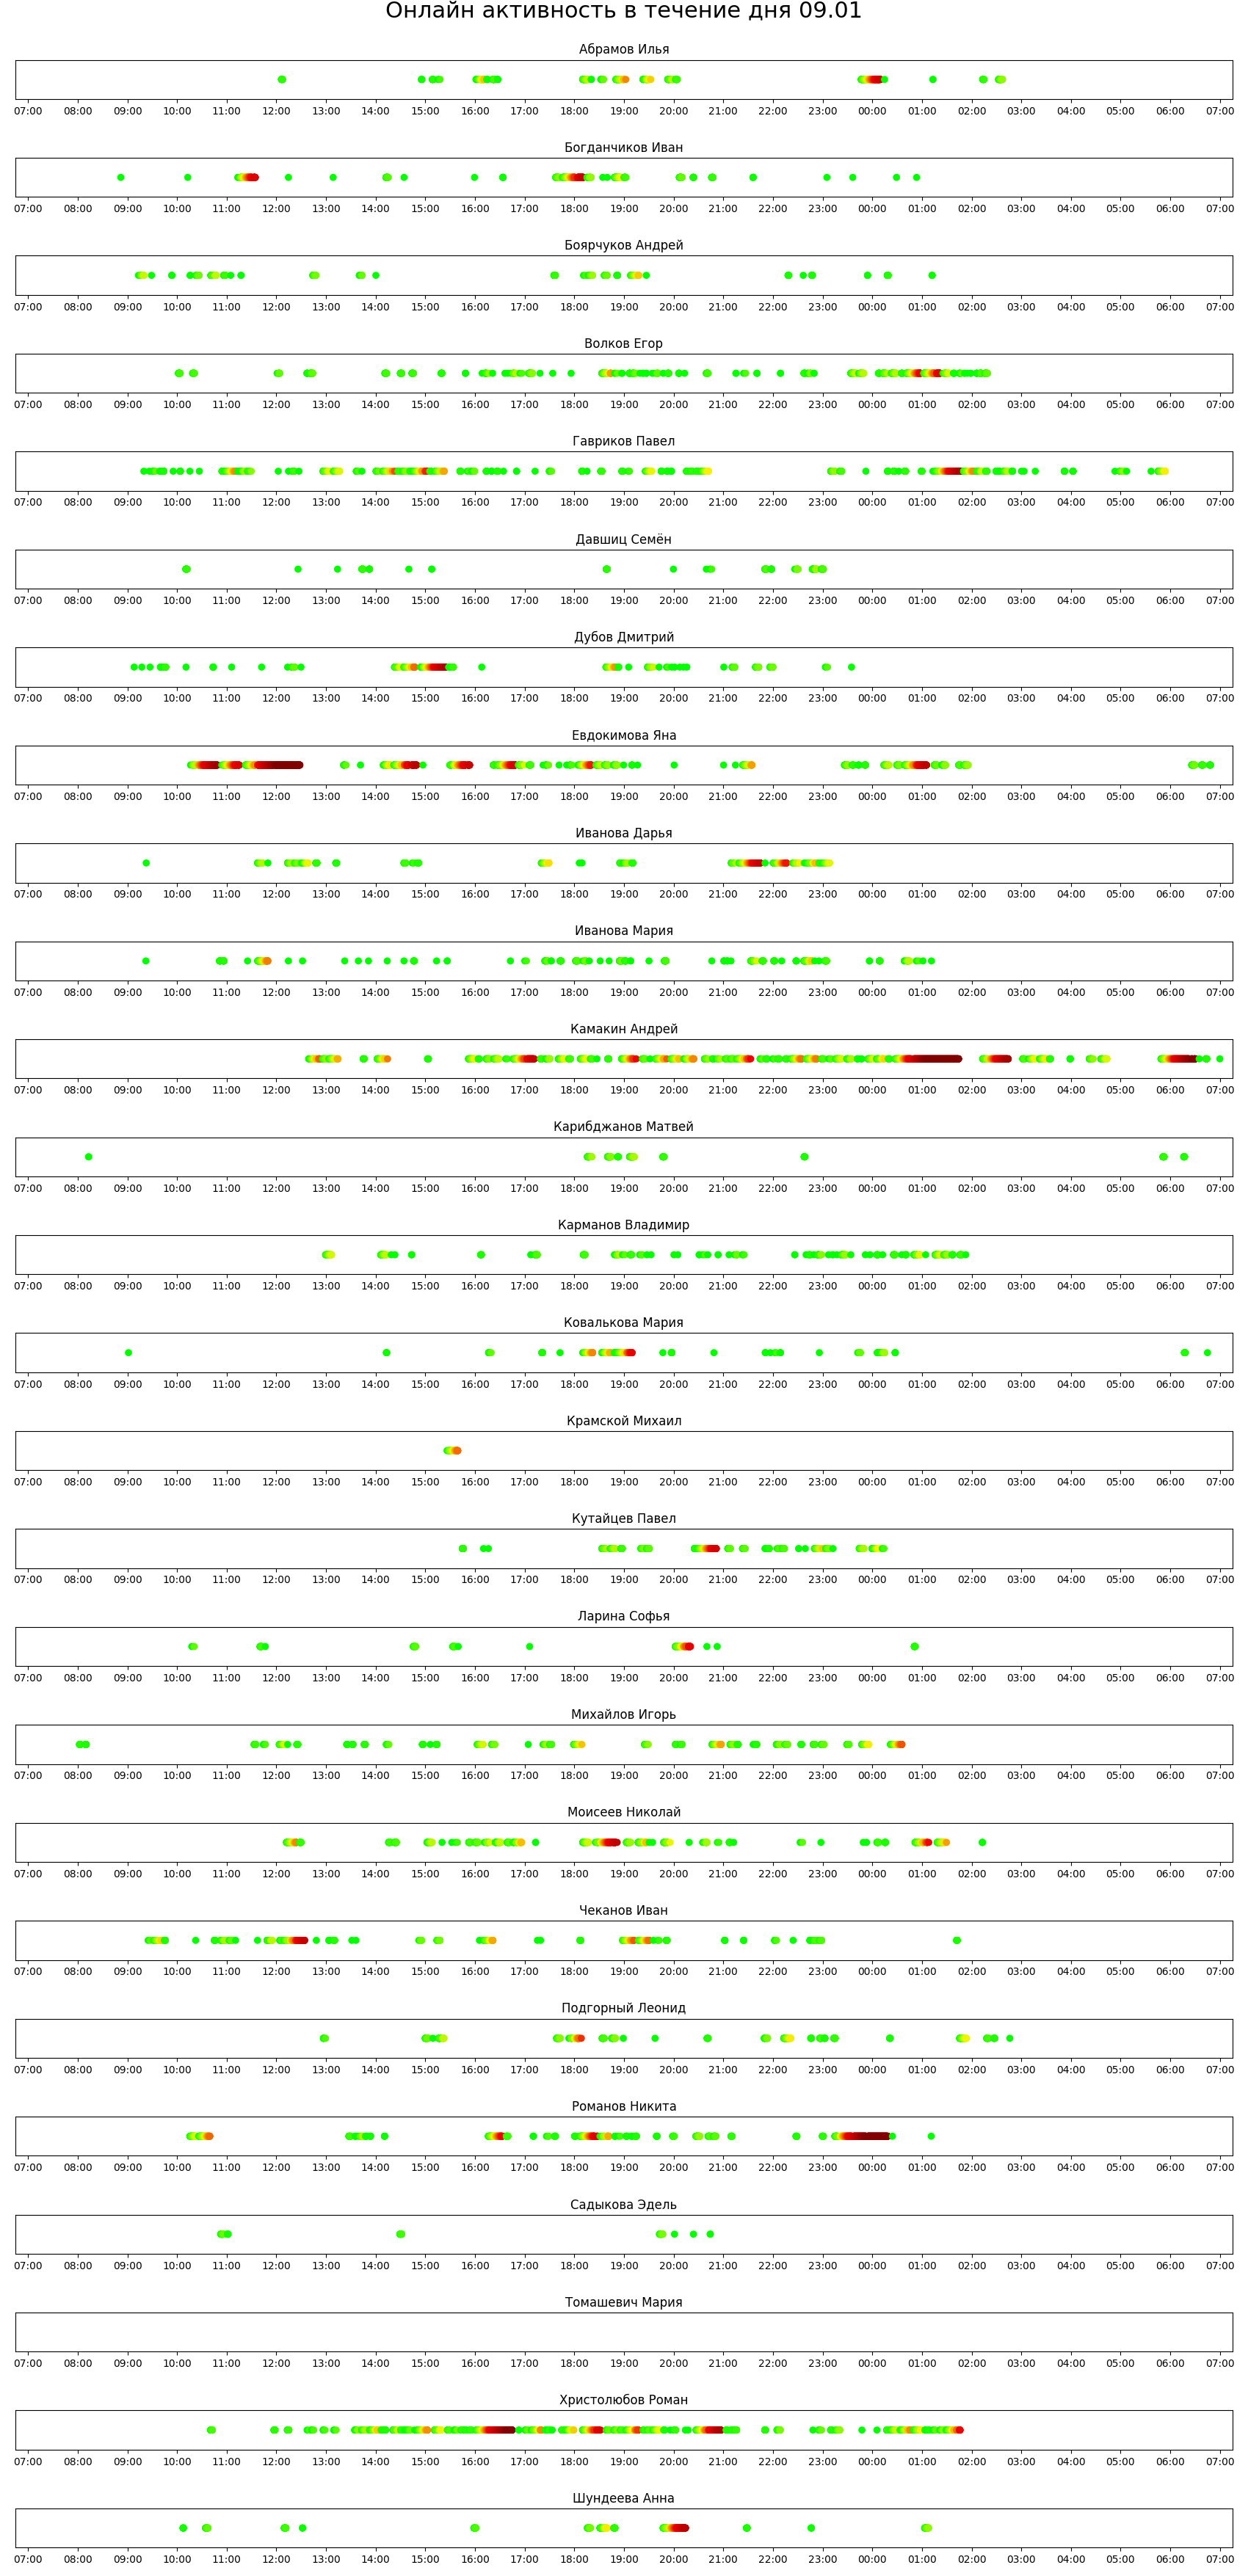 Онлайн активность в течение дня 09.01
Абрамов Илья
07:00 08:00 09:00 10:00 11:00 12:00 13:00 14:00 15:00 16:00 17:00 18:00 19:00 20:00 21:00 22:00 23:00 00:00 01:00 02:00 03:00 04:00 05:00 06:00 07:00
Богданчиков Иван
07:00 08:00 09:00 10:00 11:00 12:00 13:00 14:00 15:00 16:00 17:00 18:00 19:00 20:00 21:00 22:00 23:00 00:00 01:00 02:00 03:00 04:00 05:00 06:00 07:00
Боярчуков Андрей
07:00 08:00 09:00 10:00 11:00 12:00 13:00 14:00 15:00 16:00 17:00 18:00 19:00 20:00 21:00 22:00 23:00 00:00 01:00 02:00 03:00 04:00 05:00 06:00 07:00
Волков Егор
07:00 08:00 09:00 10:00 11:00 12:00 13:00 14:00 15:00 16:00 17:00 18:00 19:00 20:00 21:00 22:00 23:00 00:00 01:00 02:00 03:00 04:00 05:00 06:00 07:00
Гавриков Павел
07:00 08:00 09:00 10:00 11:00 12:00 13:00 14:00 15:00 16:00 17:00 18:00 19:00 20:00 21:00 22:00 23:00 00:00 01:00 02:00 03:00 04:00 05:00 06:00 07:00
Давшиц Семён
07:00 08:00 09:00 10:00 11:00 12:00 13:00 14:00 15:00 16:00 17:00 18:00 19:00 20:00 21:00 22:00 23:00 00:00 01:00 02:00 03:00 04:00 05:00 06:00 07:00
Дубов Дмитрий
07:00 08:00 09:00 10:00 11:00 12:00 13:00 14:00 15:00 16:00 17:00 18:00 19:00 20:00 21:00 22:00 23:00 00:00 01:00 02:00 03:00 04:00 05:00 06:00 07:00
Евдокимова Яна
07:00 08:00 09:00 10:00 11:00 12:00 13:00 14:00 15:00 16:00 17:00 18:00 19:00 20:00 21:00 22:00 23:00 00:00 01:00 02:00 03:00 04:00 05:00 06:00 07:00
Иванова Дарья
07:00 08:00 09:00 10:00 11:00 12:00 13:00 14:00 15:00 16:00 17:00 18:00 19:00 20:00 21:00 22:00 23:00 00:00 01:00 02:00 03:00 04:00 05:00 06:00 07:00
Иванова Мария
07:00 08:00 09:00 10:00 11:00 12:00 13:00 14:00 15:00 16:00 17:00 18:00 19:00 20:00 21:00 22:00 23:00 00:00 01:00 02:00 03:00 04:00 05:00 06:00 07:00
Камакин Андрей
07:00 08:00 09:00 10:00 11:00 12:00 13:00 14:00 15:00 16:00 17:00 18:00 19:00 20:00 21:00 22:00 23:00 00:00 01:00 02:00 03:00 04:00 05:00 06:00 07:00
Карибджанов Матвей
07:00 08:00 09:00 10:00 11:00 12:00 13:00 14:00 15:00 16:00 17:00 18:00 19:00 20:00 21:00 22:00 23:00 00:00 01:00 02:00 03:00 04:00 05:00 06:00 07:00
Карманов Владимир
07:00 08:00 09:00 10:00 11:00 12:00 13:00 14:00 15:00 16:00 17:00 18:00 19:00 20:00 21:00 22:00 23:00 00:00 01:00 02:00 03:00 04:00 05:00 06:00 07:00
Ковалькова Мария
07:00 08:00 09:00 10:00 11:00 12:00 13:00 14:00 15:00 16:00 17:00 18:00 19:00 20:00 21:00 22:00 23:00 00:00 01:00 02:00 03:00 04:00 05:00 06:00 07:00
Крамской Михаил
07:00 08:00 09:00 10:00 11:00 12:00 13:00 14:00 15:00 16:00 17:00 18:00 19:00 20:00 21:00 22:00 23:00 00:00 01:00 02:00 03:00 04:00 05:00 06:00 07:00
Кутайцев Павел
07:00 08:00 09:00 10:00 11:00 12:00 13:00 14:00 15:00 16:00 17:00 18:00 19:00 20:00 21:00 22:00 23:00 00:00 01:00 02:00 03:00 04:00 05:00 06:00 07:00
Ларина Софья
07:00 08:00 09:00 10:00 11:00 12:00 13:00 14:00 15:00 16:00 17:00 18:00 19:00 20:00 21:00 22:00 23:00 00:00 01:00 02:00 03:00 04:00 05:00 06:00 07:00
Михайлов Игорь
07:00 08:00 09:00 10:00 11:00 12:00 13:00 14:00 15:00 16:00 17:00 18:00 19:00 20:00 21:00 22:00 23:00 00:00 01:00 02:00 03:00 04:00 05:00 06:00 07:00
Моисеев Николай
07:00 08:00 09:00 10:00 11:00 12:00 13:00 14:00 15:00 16:00 17:00 18:00 19:00 20:00 21:00 22:00 23:00 00:00 01:00 02:00 03:00 04:00 05:00 06:00 07:00
Чеканов Иван
07:00 08:00 09:00 10:00 11:00 12:00 13:00 14:00 15:00 16:00 17:00 18:00 19:00 20:00 21:00 22:00 23:00 00:00 01:00 02:00 03:00 04:00 05:00 06:00 07:00
Подгорный Леонид
07:00 08:00 09:00 10:00 11:00 12:00 13:00 14:00 15:00 16:00 17:00 18:00 19:00 20:00 21:00 22:00 23:00 00:00 01:00 02:00 03:00 04:00 05:00 06:00 07:00
Романов Никита
07:00 08:00 09:00 10:00 11:00 12:00 13:00 14:00 15:00 16:00 17:00 18:00 19:00 20:00 21:00 22:00 23:00 00:00 01:00 02:00 03:00 04:00 05:00 06:00 07:00
Садыкова Эдель
07:00 08:00 09:00 10:00 11:00 12:00 13:00 14:00 15:00 16:00 17:00 18:00 19:00 20:00 21:00 22:00 23:00 00:00 01:00 02:00 03:00 04:00 05:00 06:00 07:00
Томашевич Мария
07:00 08:00 09:00 10:00 11:00 12:00 13:00 14:00 15:00 16:00 17:00 18:00 19:00 20:00 21:00 22:00 23:00 00:00 01:00 02:00 03:00 04:00 05:00 06:00 07:00
Христолюбов Роман
07:00 08:00 09:00 10:00 11:00 12:00 13:00 14:00 15:00 16:00 17:00 18:00 19:00 20:00 21:00 22:00 23:00 00:00 01:00 02:00 03:00 04:00 05:00 06:00 07:00
Шундеева Анна
07:00 08:00 09:00 10:00 11:00 12:00 13:00 14:00 15:00 16:00 17:00 18:00 19:00 20:00 21:00 22:00 23:00 00:00 01:00 02:00 03:00 04:00 05:00 06:00 07:00